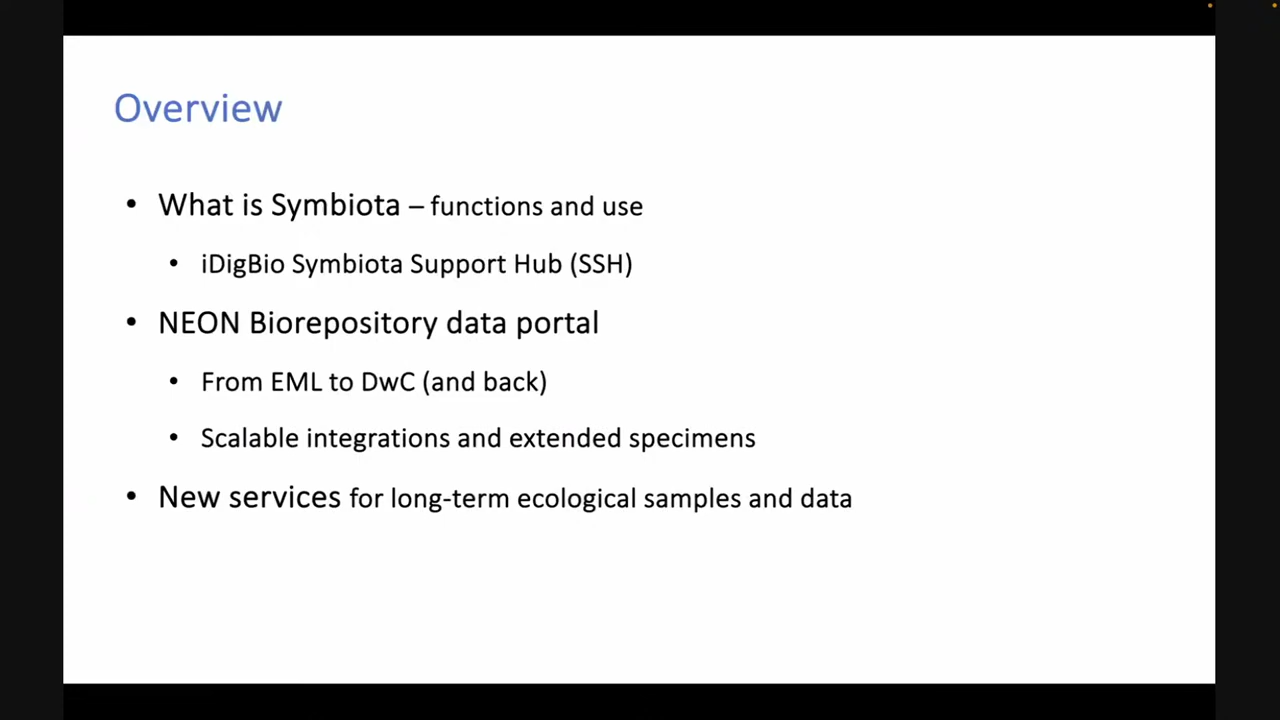 Overview
• What is Symbiota – functions and use
• iDigBio Symbiota Support Hub (SSH)
• NEON Biorepository data portal
• From EML to DwC (and back)
• Scalable integrations and extended specimens
• New services for long-term ecological samples and data